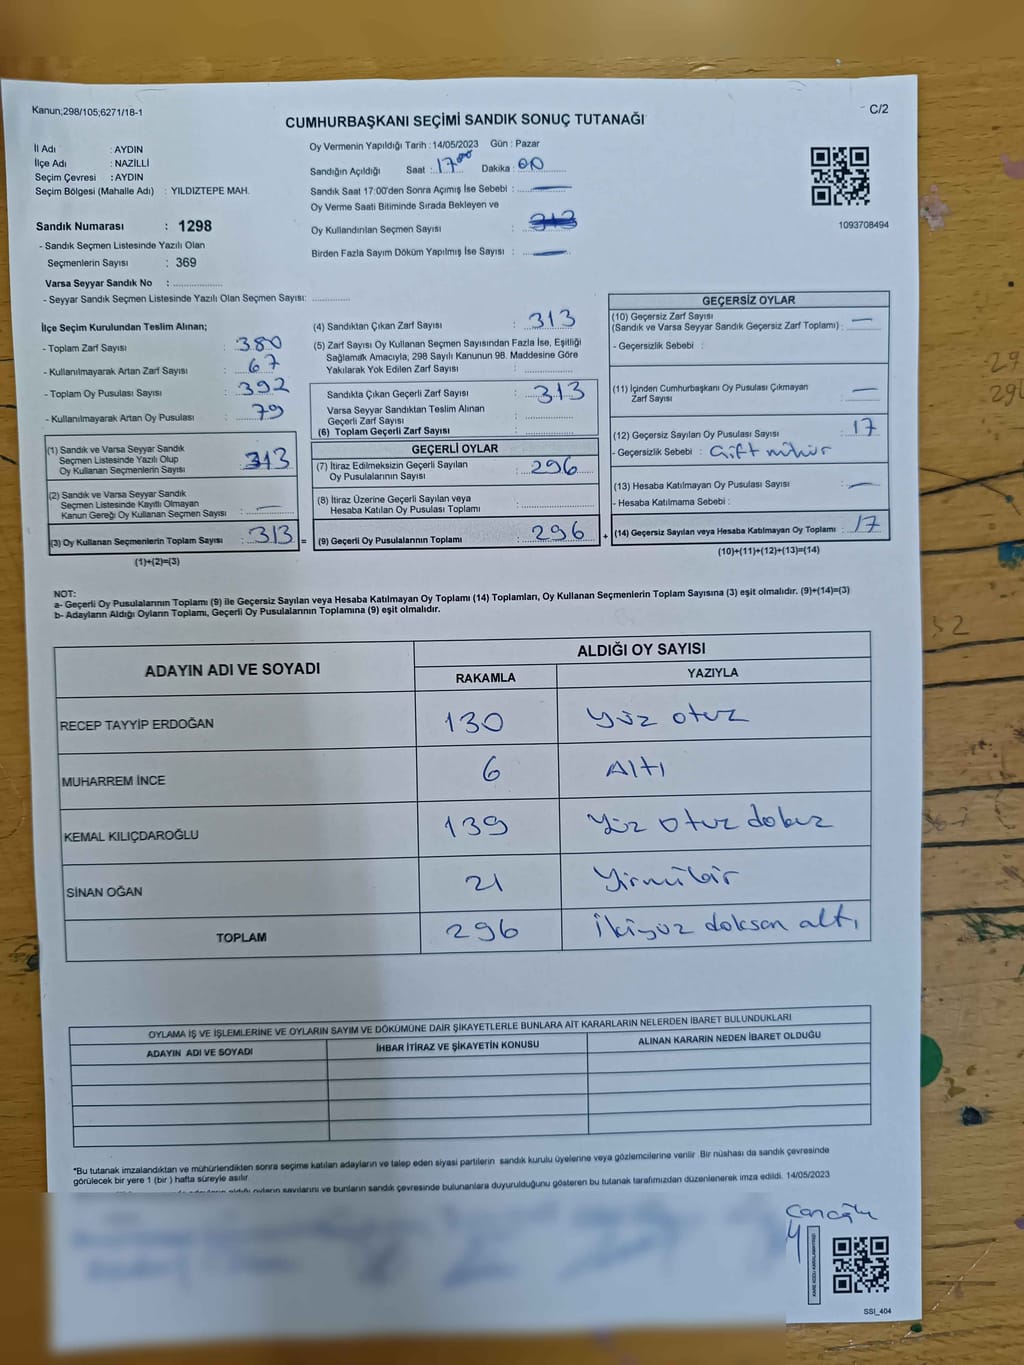 Kanun;298/105;6271/18-1
C/2
CUMHURBAŞKANI SEÇİMİ SANDIK SONUÇ TUTANAĞI
İl Adı : AYDIN
İlçe Adı : NAZİLLİ
Seçim Çevresi : AYDIN
Seçim Bölgesi (Mahalle Adı) : YILDIZTEPE MAH.
Sandık Numarası : 1298
- Sandık Seçmen Listesinde Yazılı Olan
Seçmenlerin Sayısı : 369
Varsa Seyyar Sandık No : ....................
- Seyyar Sandık Seçmen Listesinde Yazılı Olan Seçmen Sayısı: ...............
Oy Vermenin Yapıldığı Tarih : 14/05/2023 Gün : Pazar
Sandığın Açıldığı Saat : 17 00 Dakika : 00
Sandık Saat 17:00'den Sonra Açımış İse Sebebi :
Oy Verme Saati Bitiminde Sırada Bekleyen ve
Oy Kullandırılan Seçmen Sayısı :
Birden Fazla Sayım Döküm Yapılmış İse Sayısı :
1093708494
İlçe Seçim Kurulundan Teslim Alınan;
- Toplam Zarf Sayısı : 380
- Kullanılmayarak Artan Zarf Sayısı : 67
- Toplam Oy Pusulası Sayısı : 392
- Kullanılmayarak Artan Oy Pusulası : 79
(1) Sandık ve Varsa Seyyar Sandık
Seçmen Listesinde Yazılı Olup
Oy Kullanan Seçmenlerin Sayısı : 313
(2) Sandık ve Varsa Seyyar Sandık
Seçmen Listesinde Kayıtlı Olmayan
Kanun Gereği Oy Kullanan Seçmen Sayısı : —
(3) Oy Kullanan Seçmenlerin Toplam Sayısı : 313 =
(1)+(2)=(3)
(4) Sandıktan Çıkan Zarf Sayısı : 313
(5) Zarf Sayısı Oy Kullanan Seçmen Sayısından Fazla İse, Eşitliği
Sağlamak Amacıyla, 298 Sayılı Kanunun 98. Maddesine Göre
Yakılarak Yok Edilen Zarf Sayısı : ....................
Sandıkta Çıkan Geçerli Zarf Sayısı : 313
Varsa Seyyar Sandıktan Teslim Alınan
Geçerli Zarf Sayısı : ....................
(6) Toplam Geçerli Zarf Sayısı : ....................
GEÇERLİ OYLAR
(7) İtiraz Edilmeksizin Geçerli Sayılan
Oy Pusulalarının Sayısı : 296
(8) İtiraz Üzerine Geçerli Sayılan veya
Hesaba Katılan Oy Pusulası Toplamı : ....................
(9) Geçerli Oy Pusulalarının Toplamı : 296 +
GEÇERSİZ OYLAR
(10) Geçersiz Zarf Sayısı
(Sandık ve Varsa Seyyar Sandık Geçersiz Zarf Toplamı) : —
- Geçersizlik Sebebi :
(11) İçinden Cumhurbaşkanı Oy Pusulası Çıkmayan
Zarf Sayısı : —
(12) Geçersiz Sayılan Oy Pusulası Sayısı : 17
- Geçersizlik Sebebi : Çift mühür
(13) Hesaba Katılmayan Oy Pusulası Sayısı : —
- Hesaba Katılmama Sebebi :
(14) Geçersiz Sayılan veya Hesaba Katılmayan Oy Toplamı : 17
(10)+(11)+(12)+(13)=(14)
NOT:
a- Geçerli Oy Pusulalarının Toplamı (9) ile Geçersiz Sayılan veya Hesaba Katılmayan Oy Toplamı (14) Toplamları, Oy Kullanan Seçmenlerin Toplam Sayısına (3) eşit olmalıdır. (9)+(14)=(3)
b- Adayların Aldığı Oyların Toplamı, Geçerli Oy Pusulalarının Toplamına (9) eşit olmalıdır.
ADAYIN ADI VE SOYADI ALDIĞI OY SAYISI
RAKAMLA YAZIYLA
RECEP TAYYİP ERDOĞAN 130 Yüz otuz
MUHARREM İNCE 6 Altı
KEMAL KILIÇDAROĞLU 139 Yüz otuz dokuz
SİNAN OĞAN 21 Yirmibir
TOPLAM 296 İkiyüz doksan altı
OYLAMA İŞ VE İŞLEMLERİNE VE OYLARIN SAYIM VE DÖKÜMÜNE DAİR ŞİKAYETLERLE BUNLARA AİT KARARLARIN NELERDEN İBARET BULUNDUKLARI
ADAYIN ADI VE SOYADI İHBAR İTİRAZ VE ŞİKAYETİN KONUSU ALINAN KARARIN NEDEN İBARET OLDUĞU
*Bu tutanak imzalandıktan ve mühürlendikten sonra seçime katılan adayların ve talep eden siyasi partilerin sandık kurulu üyelerine veya gözlemcilerine verilir. Bir nüshası da sandık çevresinde
görülecek bir yere 1 (bir ) hafta süreyle asılır.
oyların sayılarını ve bunların sandık çevresinde bulunanlara duyurulduğunu gösteren bu tutanak tarafımızdan düzenlenerek imza edildi. 14/05/2023
SSI_404